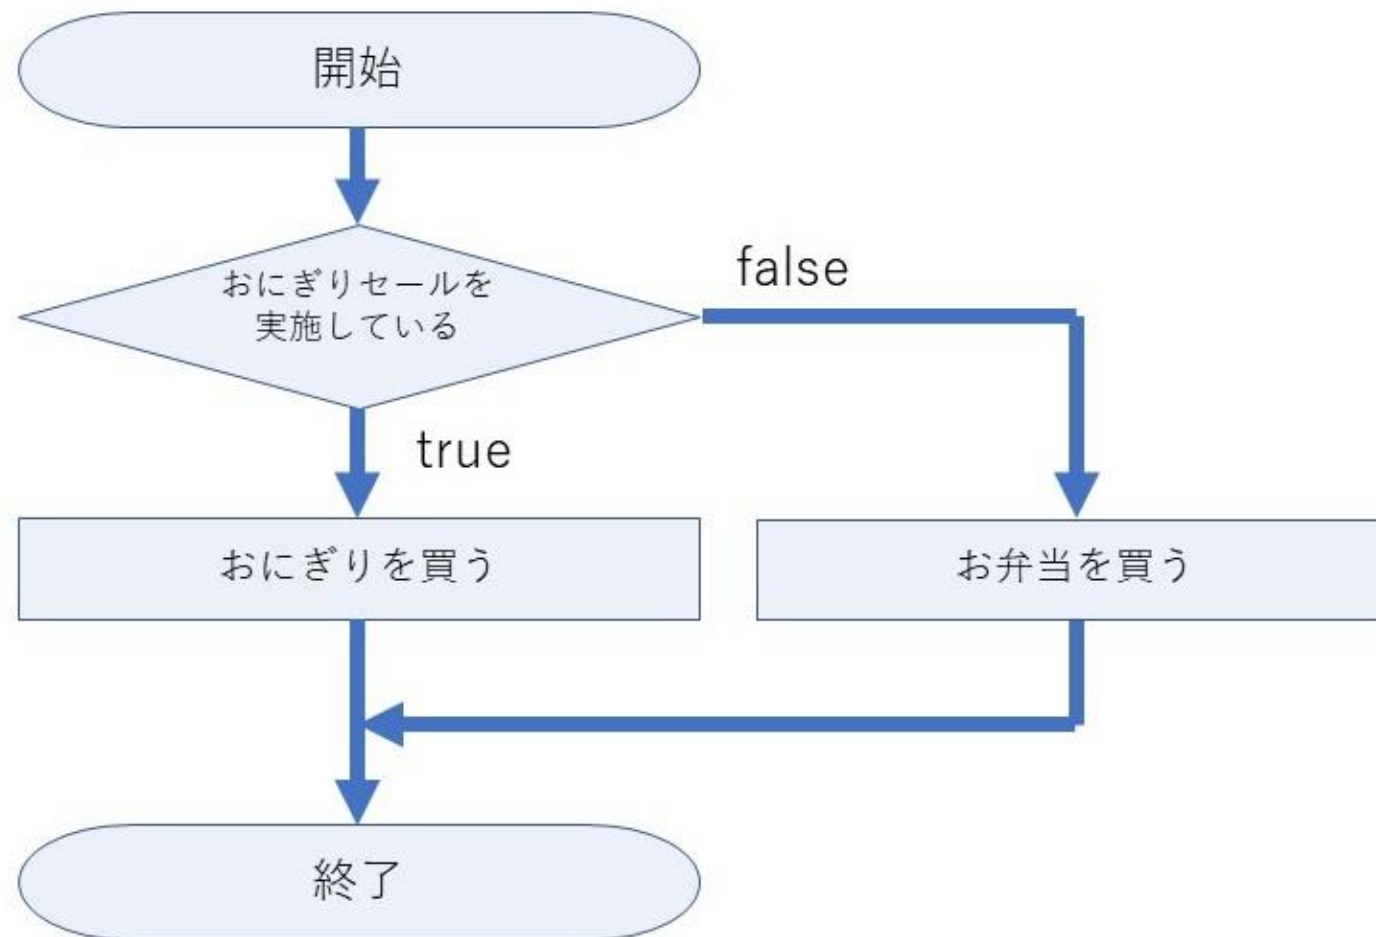 開始
おにぎりセールを
実施している
false
true
おにぎりを買う
お弁当を買う
終了